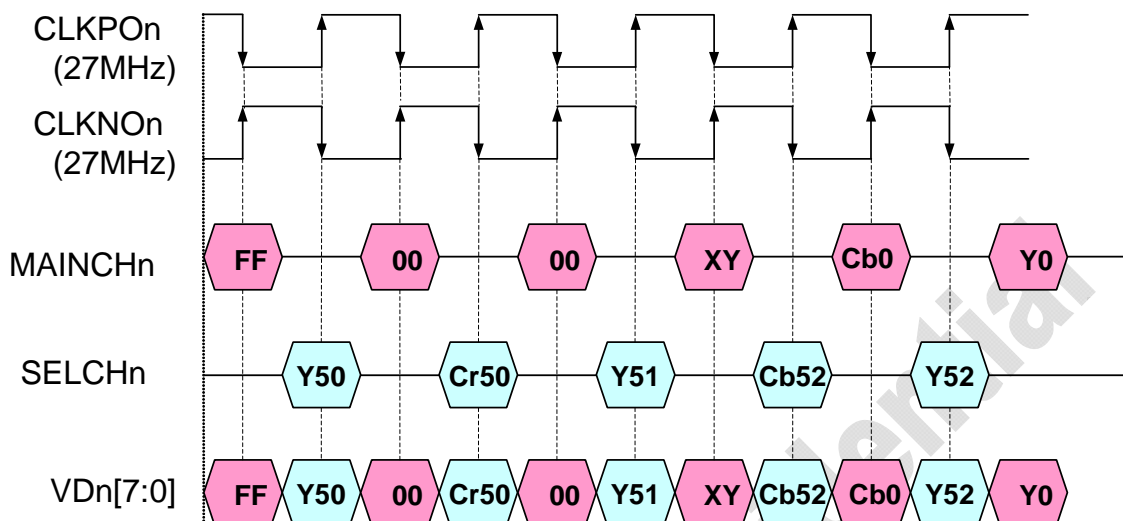 CLKPOn
(27MHz)
CLKNOn
(27MHz)
MAINCHn FF 00 00 XY Cb0 Y0
SELCHn Y50 Cr50 Y51 Cb52 Y52
VDn[7:0] FF Y50 00 Cr50 00 Y51 XY Cb52 Cb0 Y52 Y0